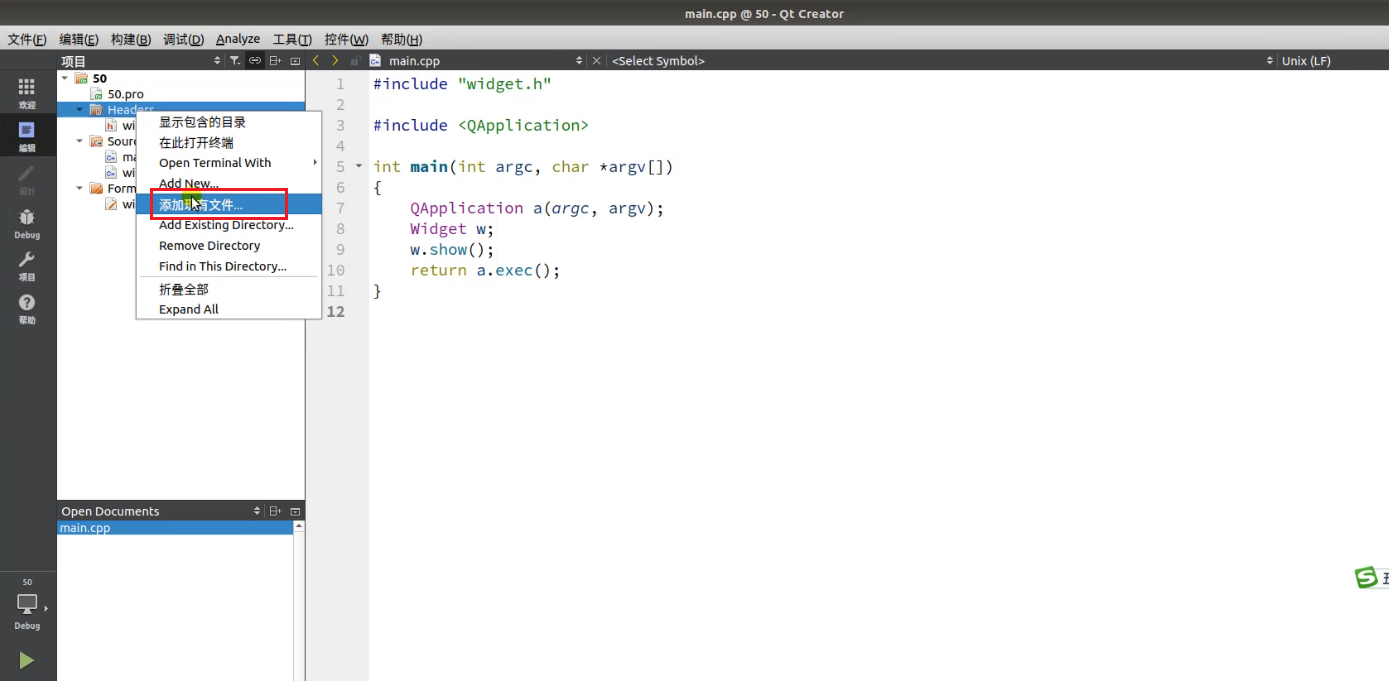 main.cpp @ 50 - Qt Creator
文件(F) 编辑(E) 构建(B) 调试(D) Analyze 工具(T) 控件(W) 帮助(H)
项目
main.cpp
<Select Symbol>
Unix (LF)
欢迎
编辑
设计
Debug
项目
帮助
50
50.pro
Headers
wi
Sour
ma
wi
Form
wi
显示包含的目录
在此打开终端
Open Terminal With
Add New...
添加现有文件...
Add Existing Directory...
Remove Directory
Find in This Directory...
折叠全部
Expand All
1 #include "widget.h"
2
3 #include <QApplication>
4
5 int main(int argc, char *argv[])
6 {
7 QApplication a(argc, argv);
8 Widget w;
9 w.show();
10 return a.exec();
11 }
12
Open Documents
main.cpp
50
Debug